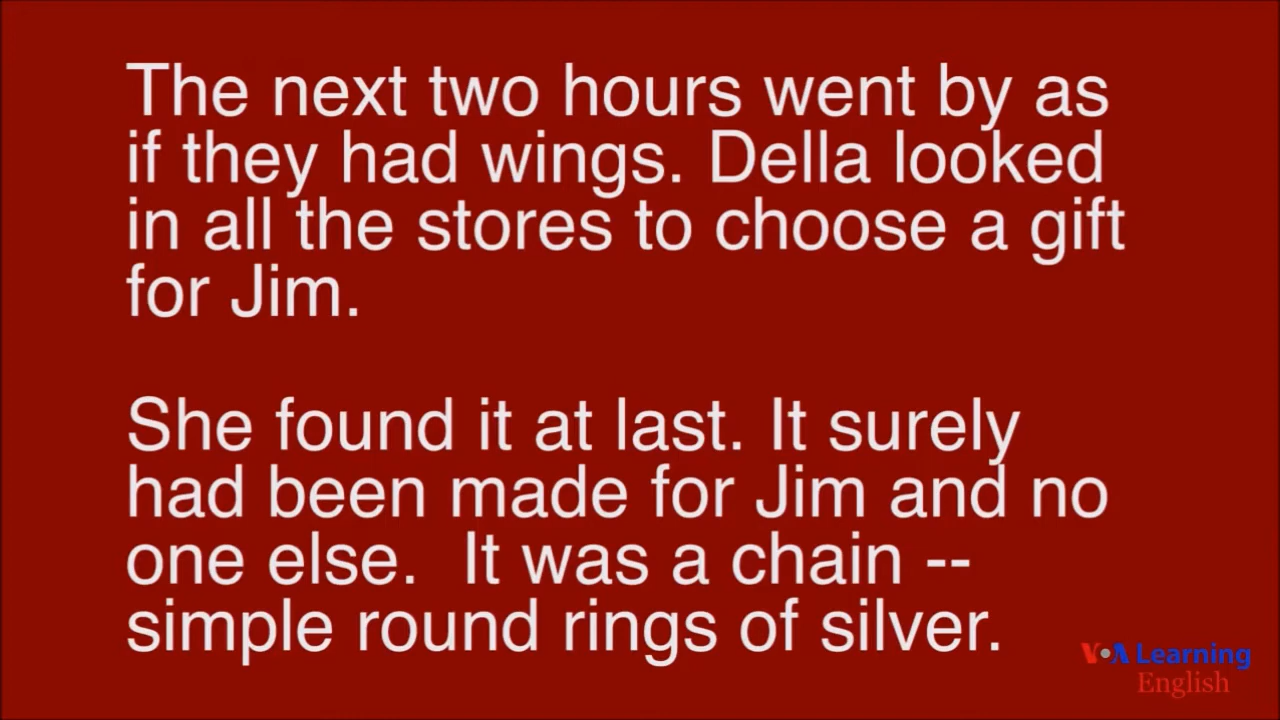 The next two hours went by as
if they had wings. Della looked
in all the stores to choose a gift
for Jim.
She found it at last. It surely
had been made for Jim and no
one else.  It was a chain --
simple round rings of silver.
VOA Learning
English